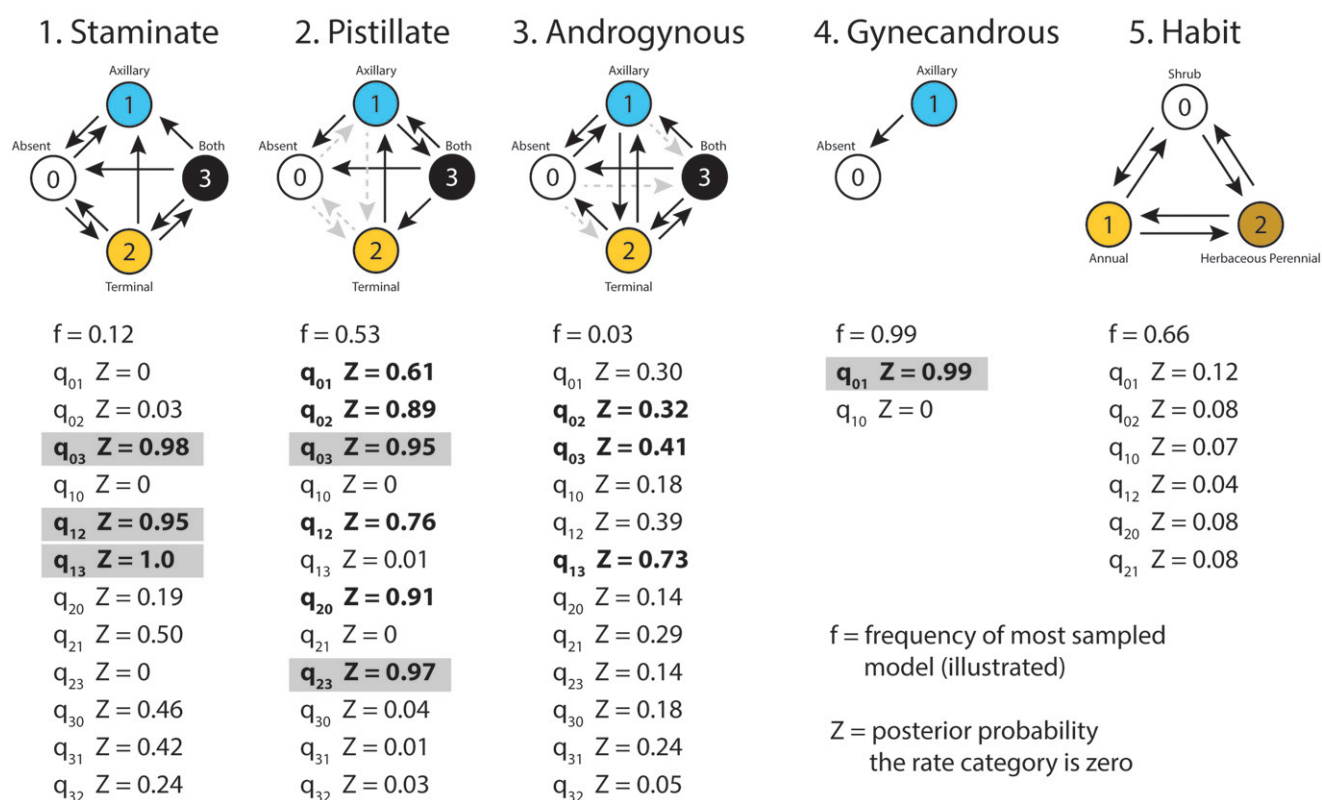 1. Staminate
Axillary
1
Absent
0
Both
3
2
Terminal
f = 0.12
q01 Z = 0
q02 Z = 0.03
q03 Z = 0.98
q10 Z = 0
q12 Z = 0.95
q13 Z = 1.0
q20 Z = 0.19
q21 Z = 0.50
q23 Z = 0
q30 Z = 0.46
q31 Z = 0.42
q32 Z = 0.24
2. Pistillate
Axillary
1
Absent
0
Both
3
2
Terminal
f = 0.53
q01 Z = 0.61
q02 Z = 0.89
q03 Z = 0.95
q10 Z = 0
q12 Z = 0.76
q13 Z = 0.01
q20 Z = 0.91
q21 Z = 0
q23 Z = 0.97
q30 Z = 0.04
q31 Z = 0.01
q32 Z = 0.03
3. Androgynous
Axillary
1
Absent
0
Both
3
2
Terminal
f = 0.03
q01 Z = 0.30
q02 Z = 0.32
q03 Z = 0.41
q10 Z = 0.18
q12 Z = 0.39
q13 Z = 0.73
q20 Z = 0.14
q21 Z = 0.29
q23 Z = 0.14
q30 Z = 0.18
q31 Z = 0.24
q32 Z = 0.05
4. Gynecandrous
Axillary
1
Absent
0
f = 0.99
q01 Z = 0.99
q10 Z = 0
5. Habit
Shrub
0
1
Annual
2
Herbaceous Perennial
f = 0.66
q01 Z = 0.12
q02 Z = 0.08
q10 Z = 0.07
q12 Z = 0.04
q20 Z = 0.08
q21 Z = 0.08
f = frequency of most sampled
model (illustrated)
Z = posterior probability
the rate category is zero